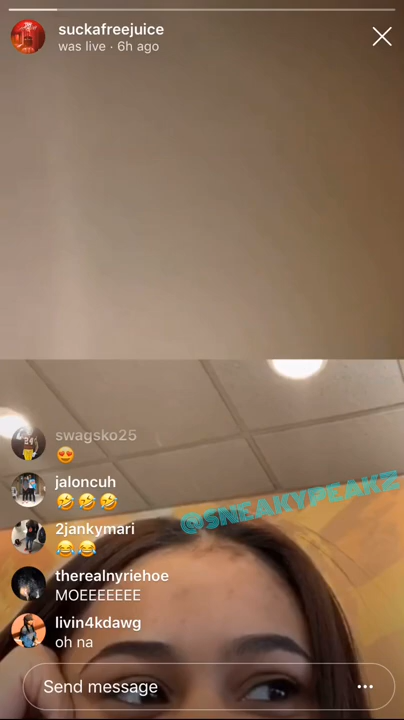 suckafreejuice
was live · 6h ago
swagsko25
😍
jaloncuh
🤣🤣🤣
@SNEAKYPEAKZ
2jankymari
😂😂
therealnyriehoe
MOEEEEEEE
livin4kdawg
oh na
Send message